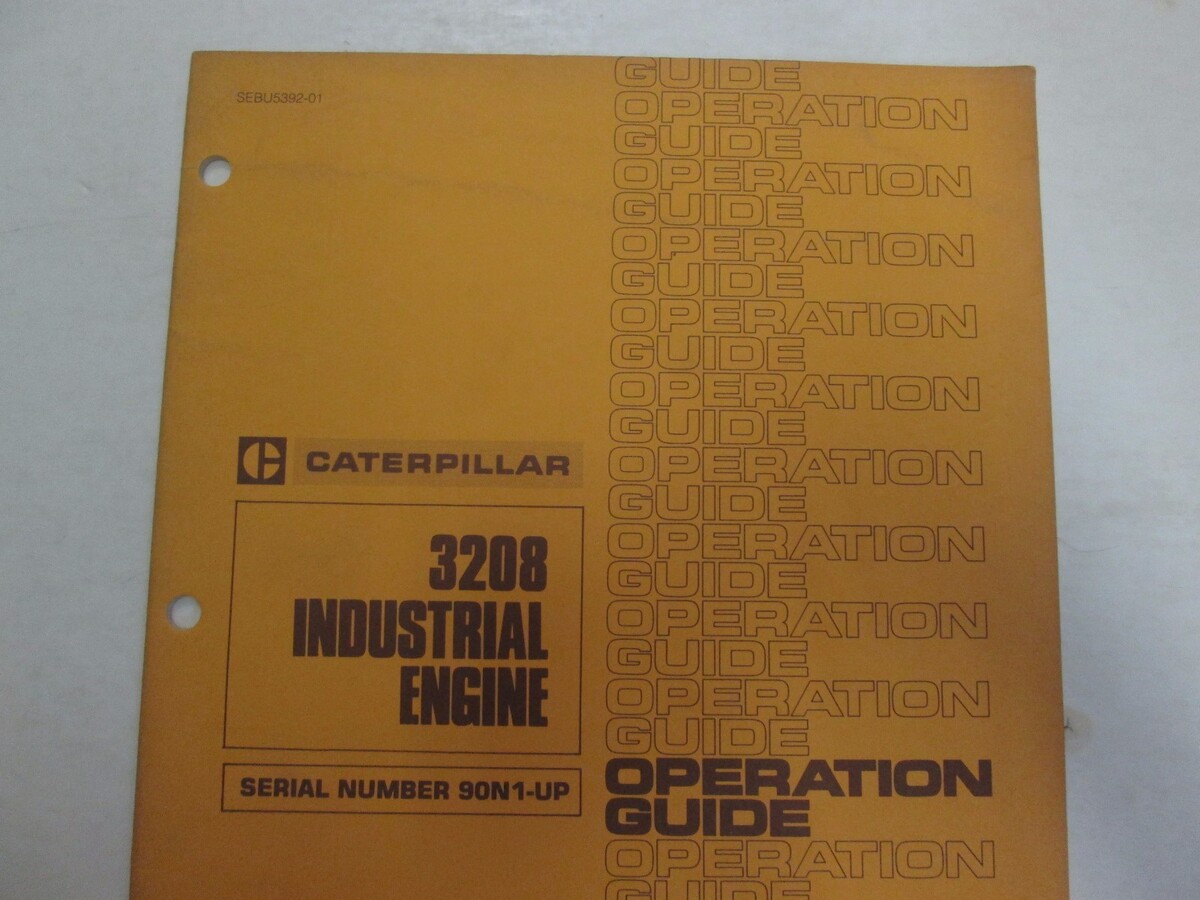 SEBU5392-01
CATERPILLAR
3208
INDUSTRIAL
ENGINE
SERIAL NUMBER 90N1-UP
GUIDE
OPERATION
GUIDE
OPERATION
GUIDE
OPERATION
GUIDE
OPERATION
GUIDE
OPERATION
GUIDE
OPERATION
GUIDE
OPERATION
GUIDE
OPERATION
GUIDE
OPERATION
GUIDE
OPERATION
GUIDE
OPERATION
GUIDE